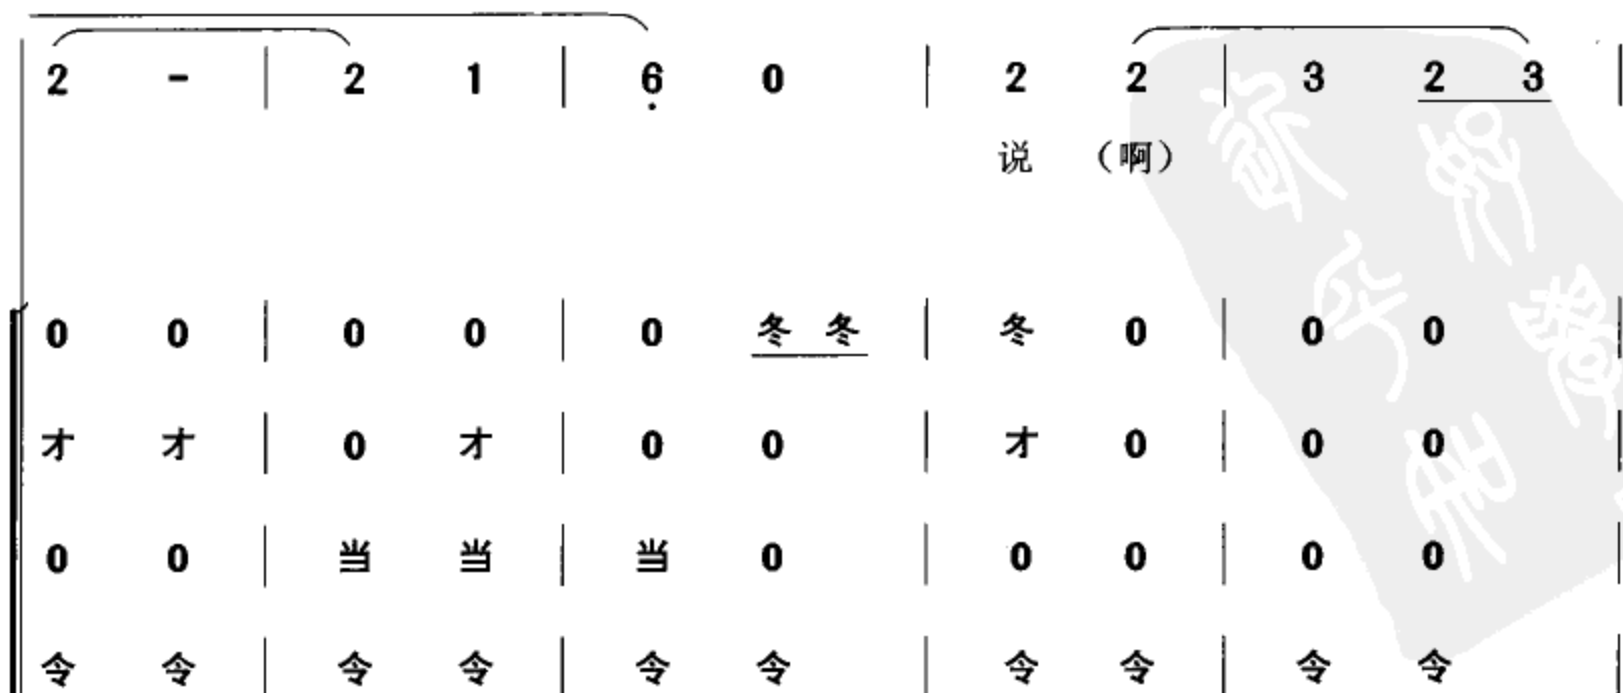 2 - | 2 1 | 6̣ 0 | 2 2 | 3 2 3 |
说 （啊）
0 0 | 0 0 | 0 冬 冬 | 冬 0 | 0 0 |
才 才 | 0 才 | 0 0 | 才 0 | 0 0 |
0 0 | 当 当 | 当 0 | 0 0 | 0 0 |
令 令 | 令 令 | 令 令 | 令 令 | 令 令 |